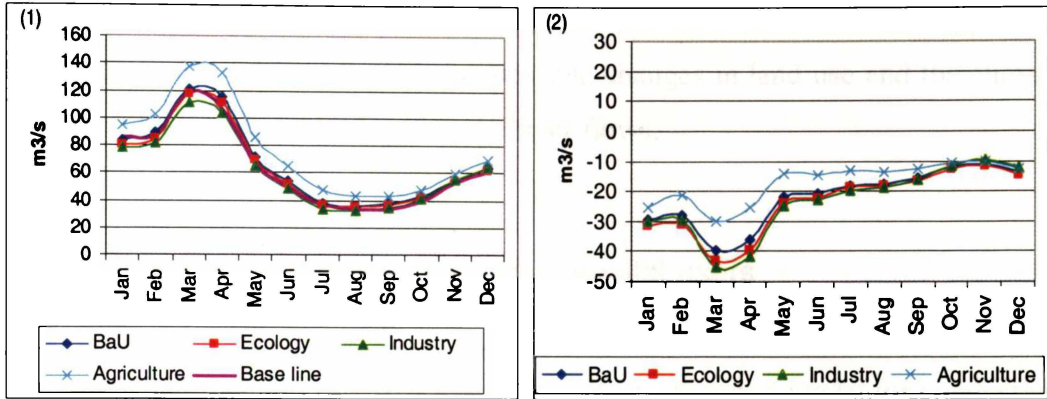 (1)
m3/s
160
140
120
100
80
60
40
20
0
Jan Feb Mar Apr May Jun Jul Aug Sep Oct Nov Dec
BaU Ecology Industry
Agriculture Base line
(2)
m3/s
30
20
10
0
-10
-20
-30
-40
-50
Jan Feb Mar Apr May Jun Jul Aug Sep Oct Nov Dec
BaU Ecology Industry Agriculture